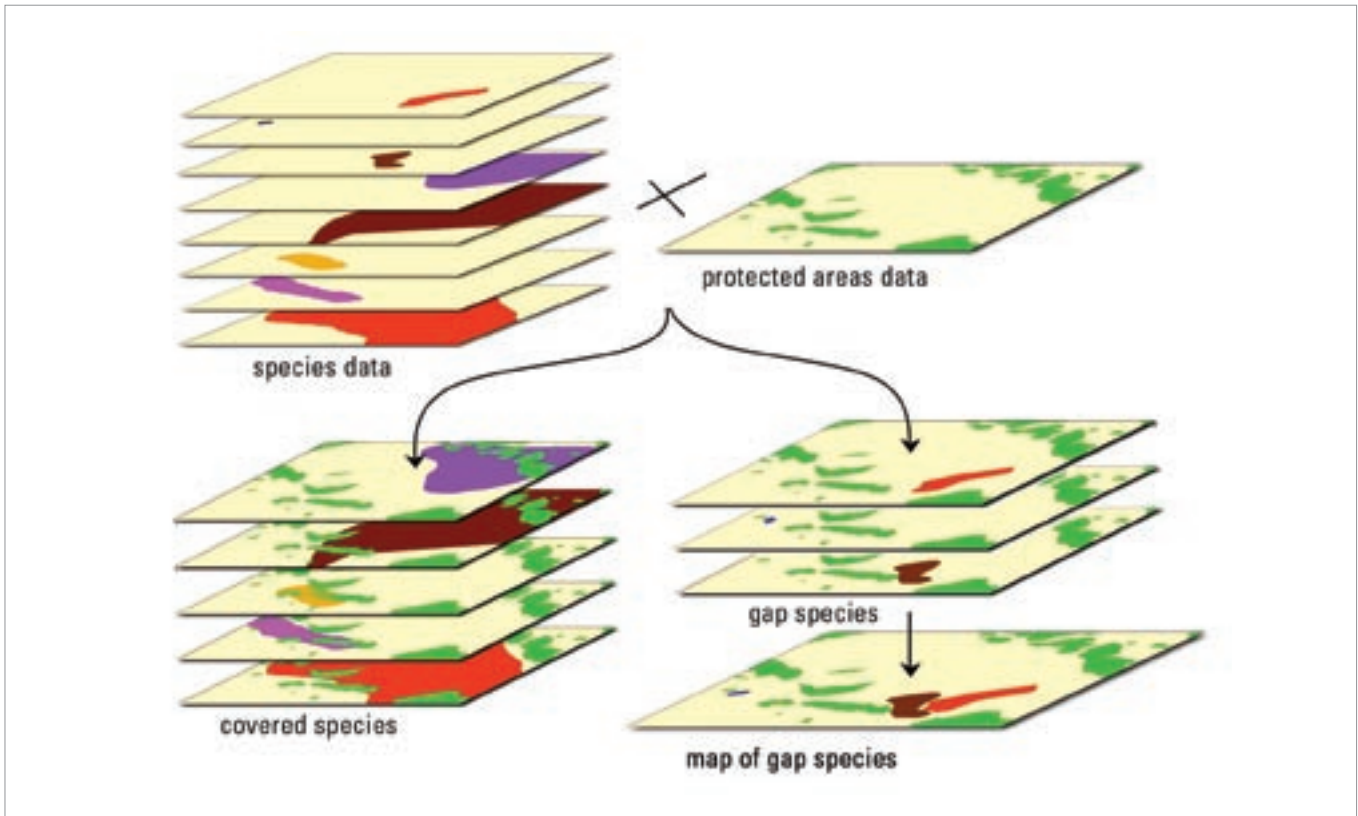 protected areas data
species data
gap species
covered species
map of gap species